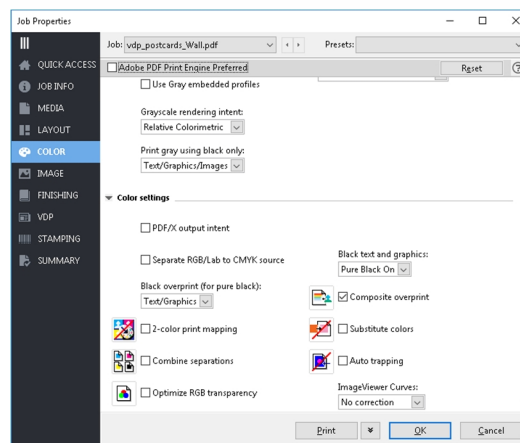 Job Properties
Job: vdp_postcards_Wall.pdf Presets:
QUICK ACCESS
JOB INFO
MEDIA
LAYOUT
COLOR
IMAGE
FINISHING
VDP
STAMPING
SUMMARY
Adobe PDF Print Engine Preferred Reset ?
Use Gray embedded profiles
Grayscale rendering intent:
Relative Colorimetric
Print gray using black only:
Text/Graphics/Images
Color settings
PDF/X output intent
Separate RGB/Lab to CMYK source
Black text and graphics:
Pure Black On
Black overprint (for pure black):
Text/Graphics
Composite overprint
2-color print mapping
Substitute colors
Combine separations
Auto trapping
Optimize RGB transparency
ImageViewer Curves:
No correction
Print OK Cancel